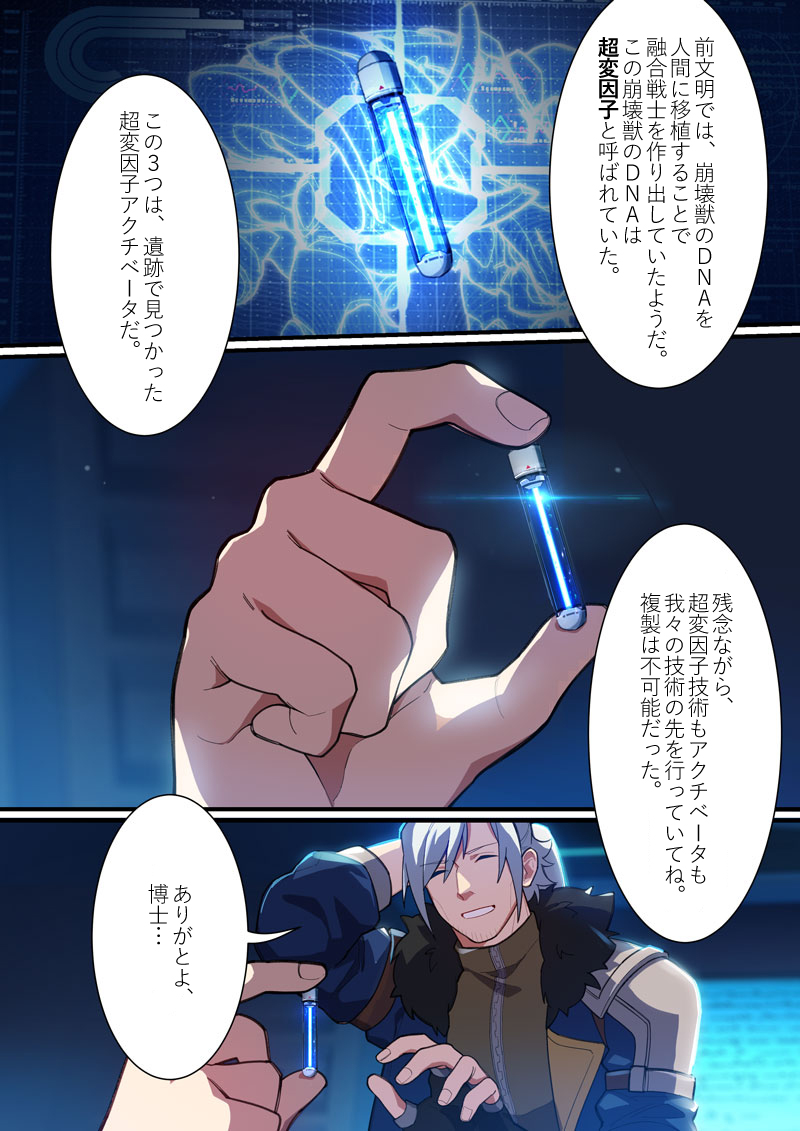 前文明では、崩壊獣のDNAを
人間に移植することで
融合戦士を作り出していたようだ。
この崩壊獣のDNAは
超変因子と呼ばれていた。
この3つは、遺跡で見つかった
超変因子アクチベータだ。
残念ながら、
超変因子技術もアクチベータも
我々の技術の先を行っていてね。
複製は不可能だった。
ありがとよ、
博士…